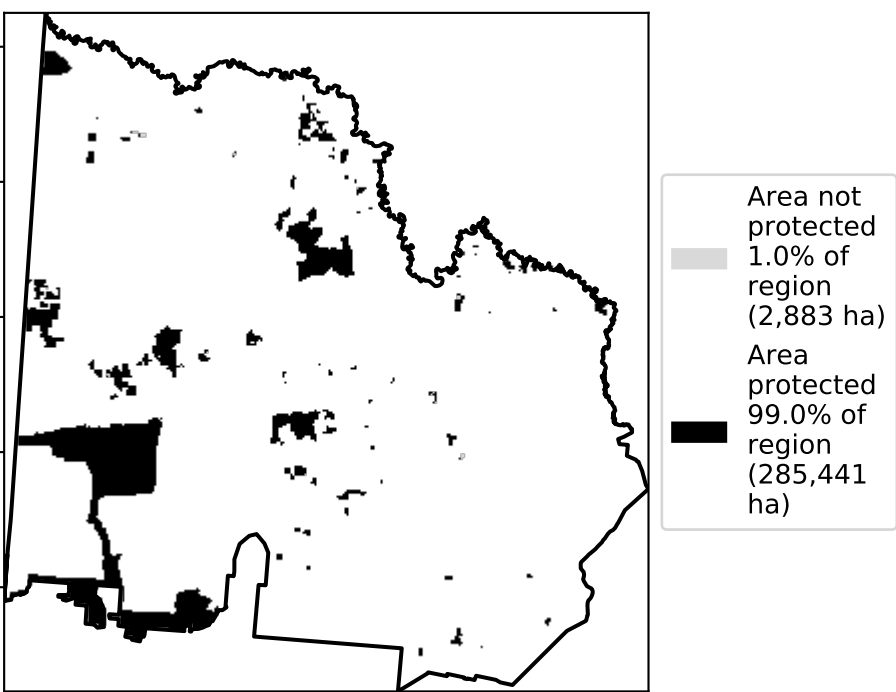 Area not
protected
1.0% of
region
(2,883 ha)
Area
protected
99.0% of
region
(285,441
ha)